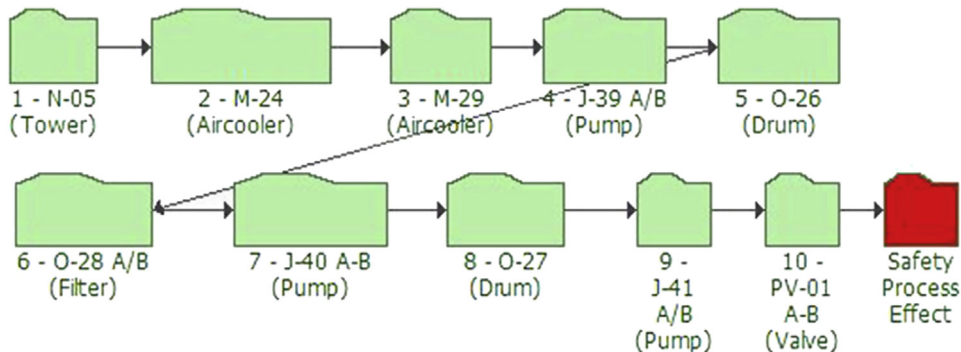 1 - N-05
(Tower)
2 - M-24
(Aircooler)
3 - M-29
(Aircooler)
4 - J-39 A/B
(Pump)
5 - O-26
(Drum)
6 - O-28 A/B
(Filter)
7 - J-40 A-B
(Pump)
8 - O-27
(Drum)
9 -
J-41
A/B
(Pump)
10 -
PV-01
A-B
(Valve)
Safety
Process
Effect